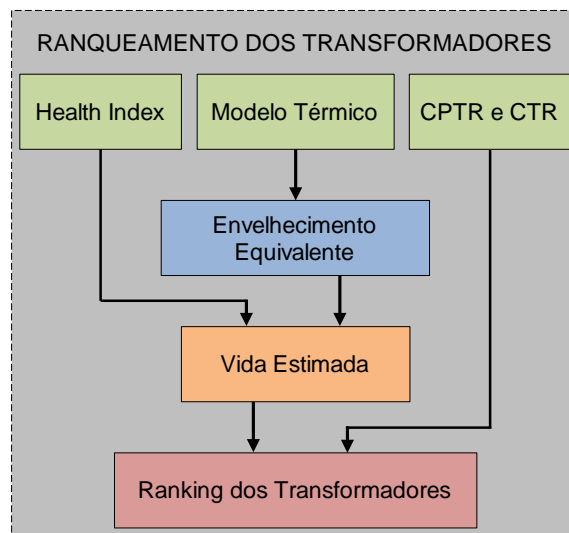 RANQUEAMENTO DOS TRANSFORMADORES
Health Index
Modelo Térmico
CPTR e CTR
Envelhecimento
Equivalente
Vida Estimada
Ranking dos Transformadores